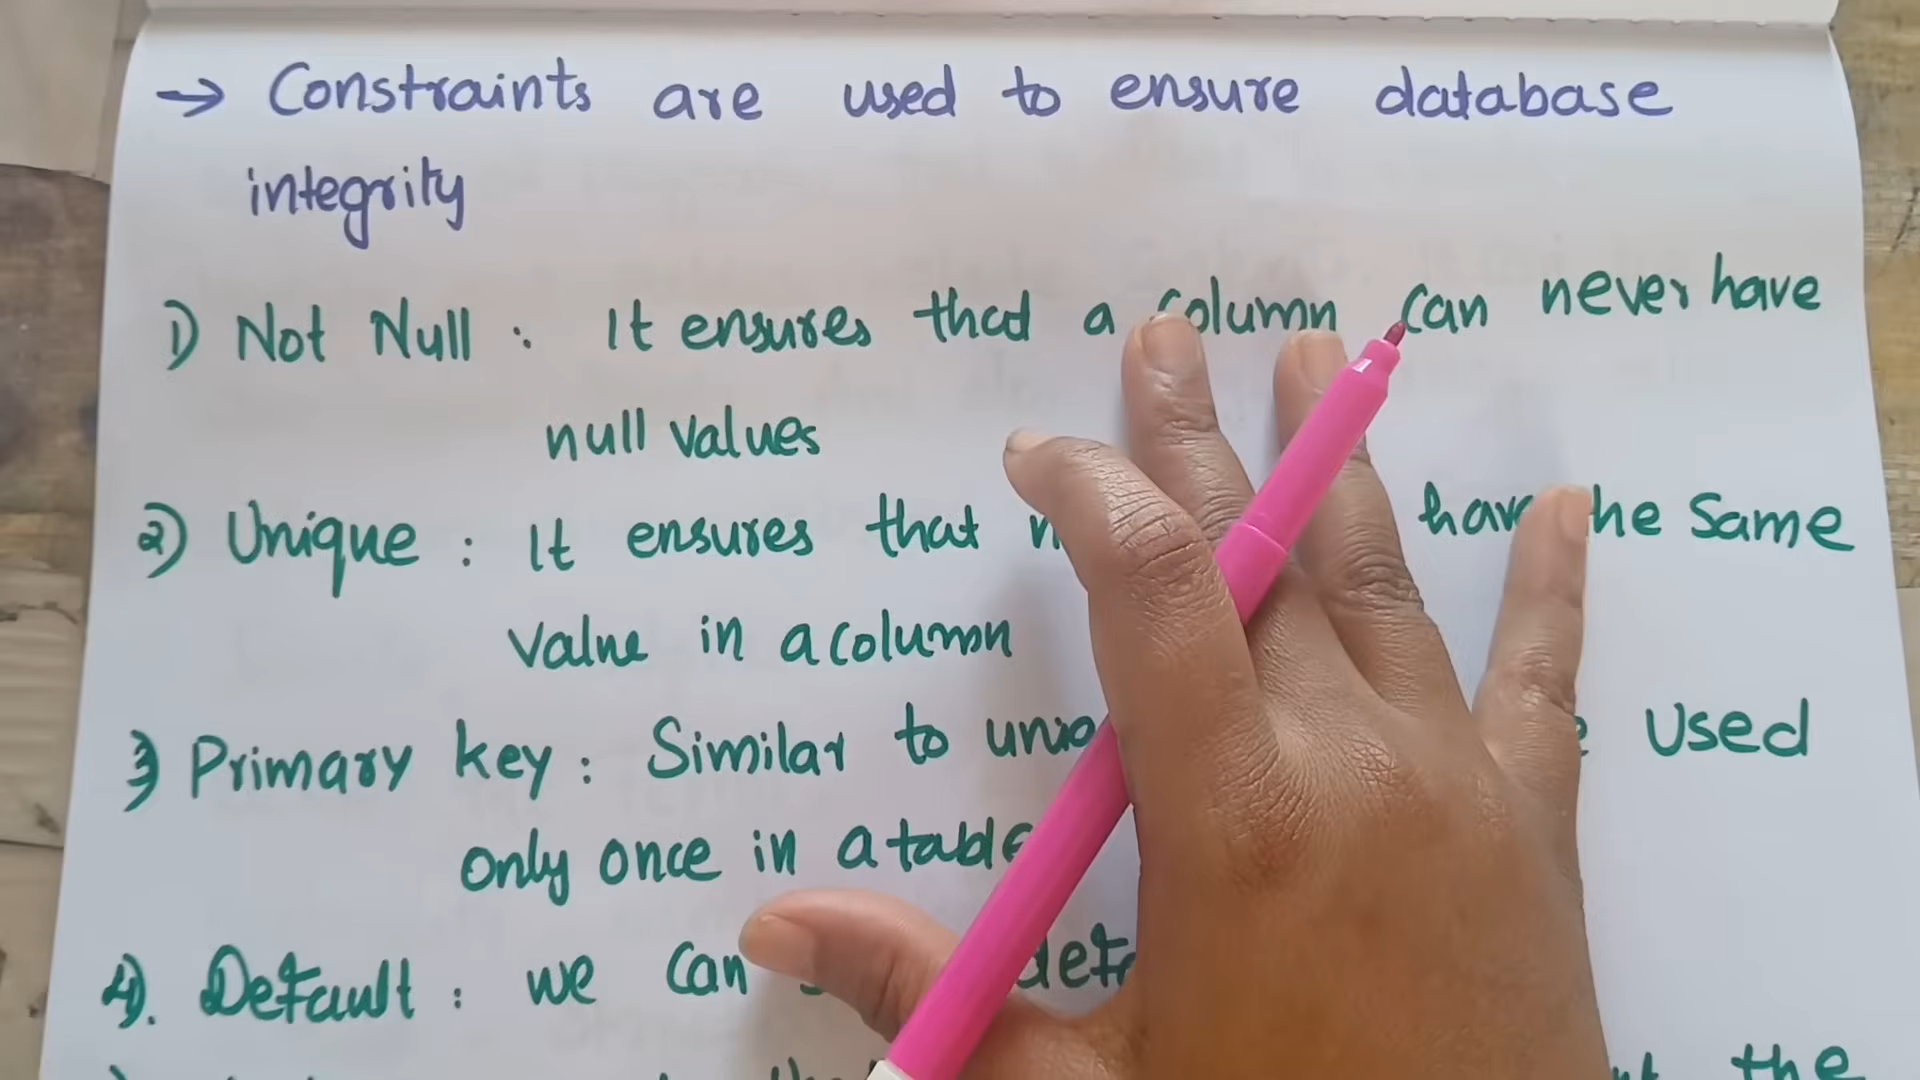 → Constraints are used to ensure database
integrity
1) Not Null : It ensures that a column can never have
null values
2) Unique : It ensures that have the same
value in a column
3) Primary key : Similar to used
only once in a table
4). Default : we can
the